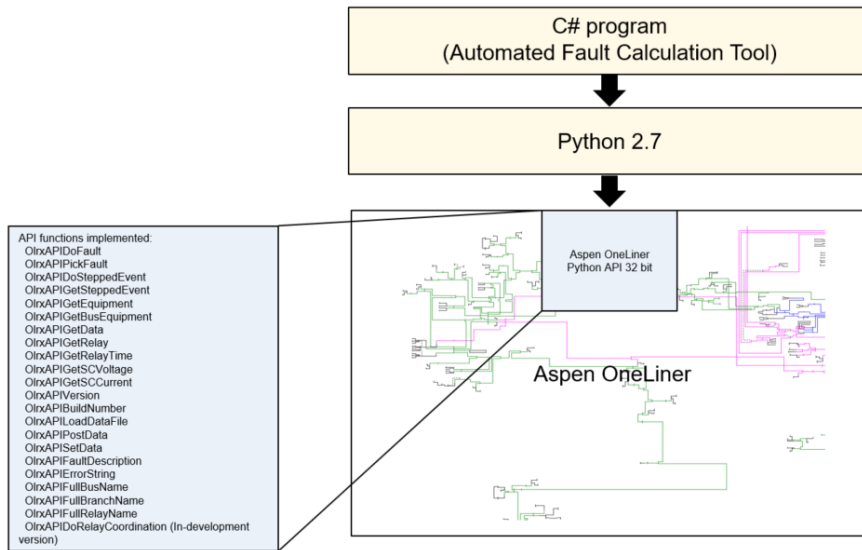 C# program
(Automated Fault Calculation Tool)
Python 2.7
Aspen OneLiner
Python API 32 bit
Aspen OneLiner
API functions implemented:
OlrxAPIDoFault
OlrxAPIPickFault
OlrxAPIDoSteppedEvent
OlrxAPIGetSteppedEvent
OlrxAPIGetEquipment
OlrxAPIGetBusEquipment
OlrxAPIGetData
OlrxAPIGetRelay
OlrxAPIGetRelayTime
OlrxAPIGetSCVoltage
OlrxAPIGetSCCurrent
OlrxAPIVersion
OlrxAPIBuildNumber
OlrxAPILoadDataFile
OlrxAPIPostData
OlrxAPISetData
OlrxAPIFaultDescription
OlrxAPIErrorString
OlrxAPIFullBusName
OlrxAPIFullBranchName
OlrxAPIFullRelayName
OlrxAPIDoRelayCoordination (In-development
version)